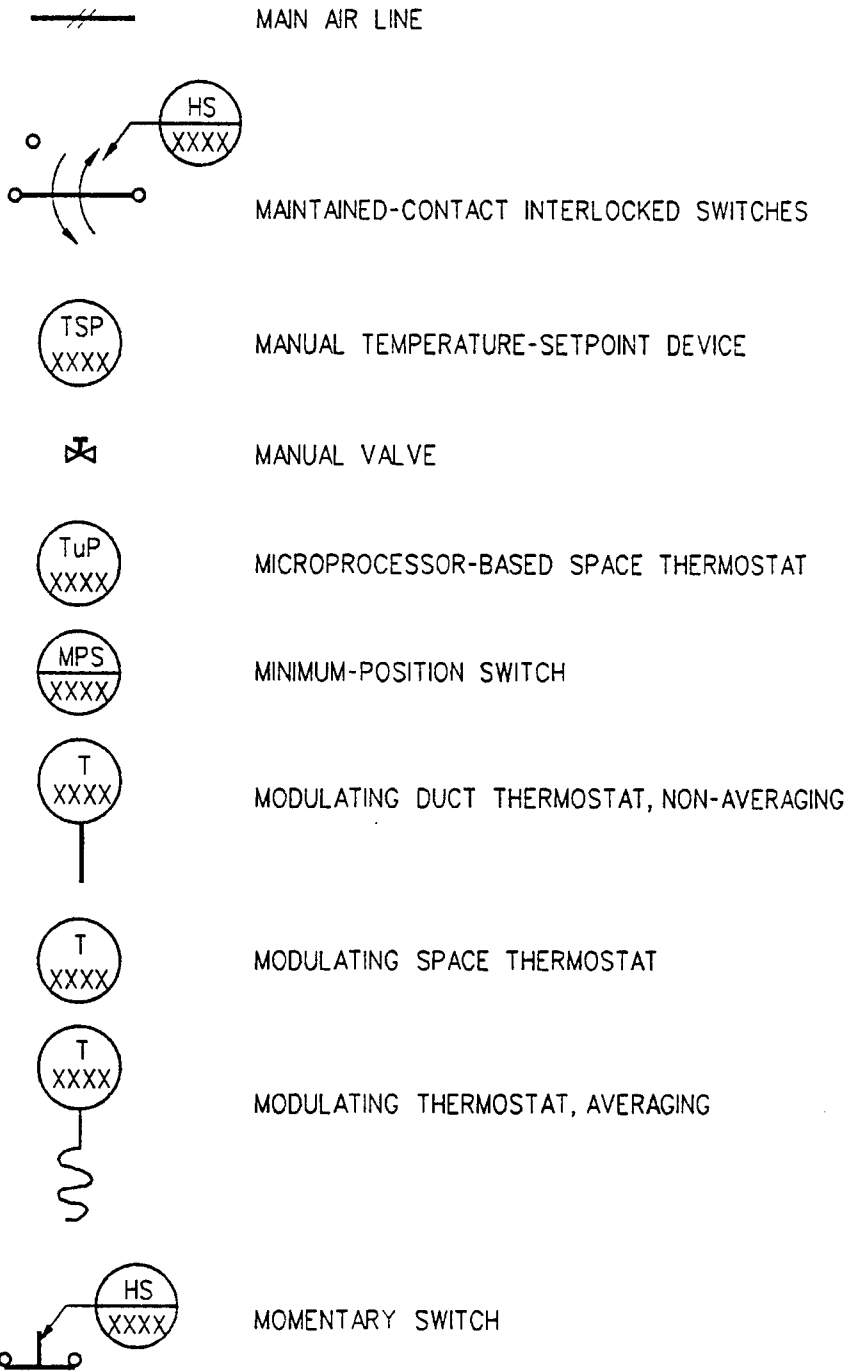 MAIN AIR LINE
HS
XXXX
MAINTAINED-CONTACT INTERLOCKED SWITCHES
TSP
XXXX
MANUAL TEMPERATURE-SETPOINT DEVICE
MANUAL VALVE
TuP
XXXX
MICROPROCESSOR-BASED SPACE THERMOSTAT
MPS
XXXX
MINIMUM-POSITION SWITCH
T
XXXX
MODULATING DUCT THERMOSTAT, NON-AVERAGING
T
XXXX
MODULATING SPACE THERMOSTAT
T
XXXX
MODULATING THERMOSTAT, AVERAGING
HS
XXXX
MOMENTARY SWITCH